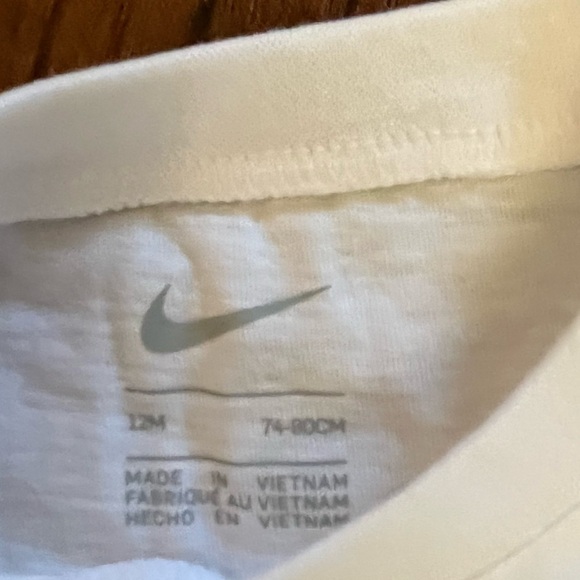 12M 74-80CM
MADE IN VIETNAM
FABRIQUÉ AU VIETNAM
HECHO EN VIETNAM